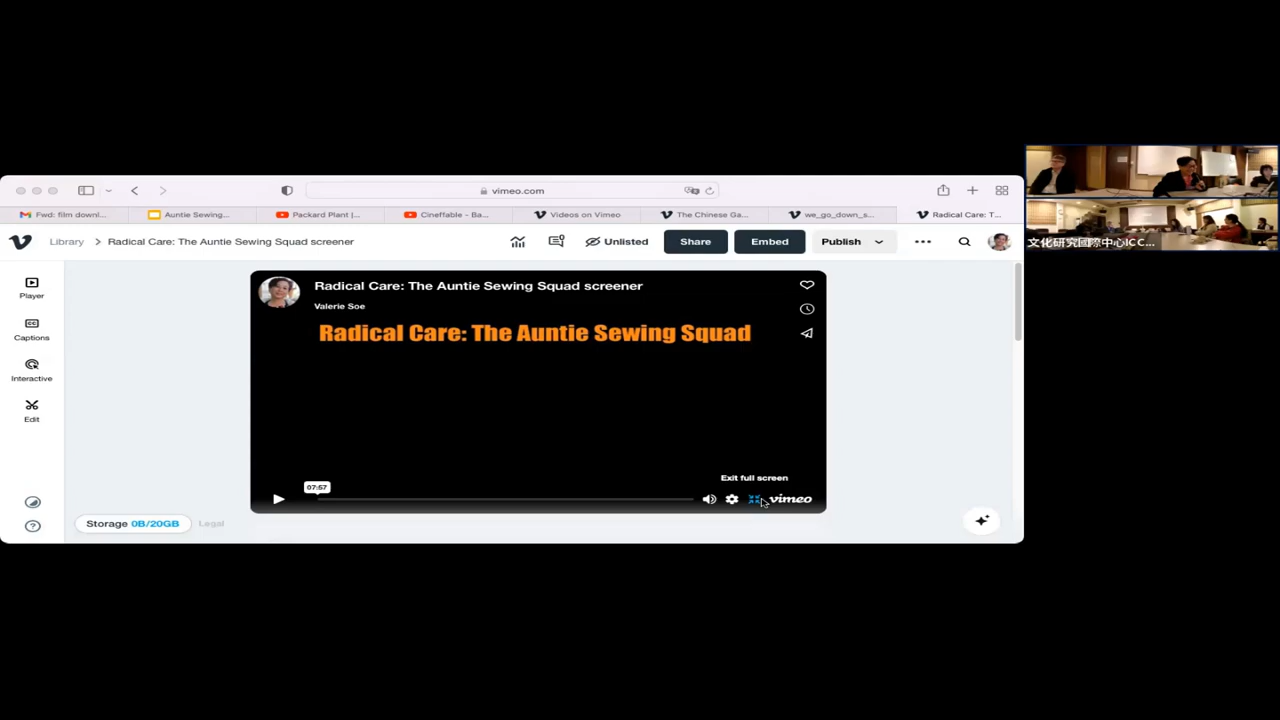 vimeo.com
Fwd: film downl...
Auntie Sewing...
Packard Plant |...
Cineffable - Ba...
Videos on Vimeo
The Chinese Ga...
we_go_down_s...
Radical Care: T...
Library
Radical Care: The Auntie Sewing Squad screener
Unlisted
Share
Embed
Publish
Player
Captions
Interactive
Edit
Radical Care: The Auntie Sewing Squad screener
Valerie Soe
Radical Care: The Auntie Sewing Squad
Exit full screen
07:57
vimeo
Storage 0B/20GB
Legal
文化研究國際中心ICC...